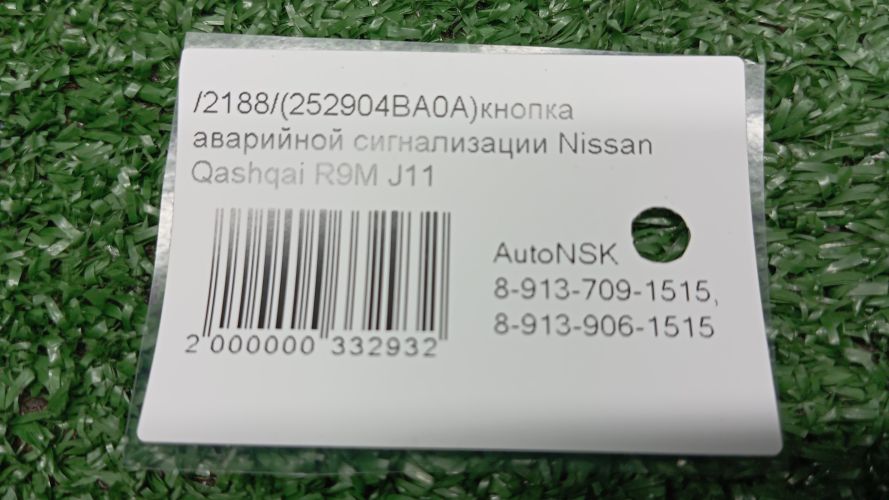 /2188/(252904BA0A)кнопка
аварийной сигнализации Nissan
Qashqai R9M J11
AutoNSK
8-913-709-1515,
8-913-906-1515
2 000000 332932